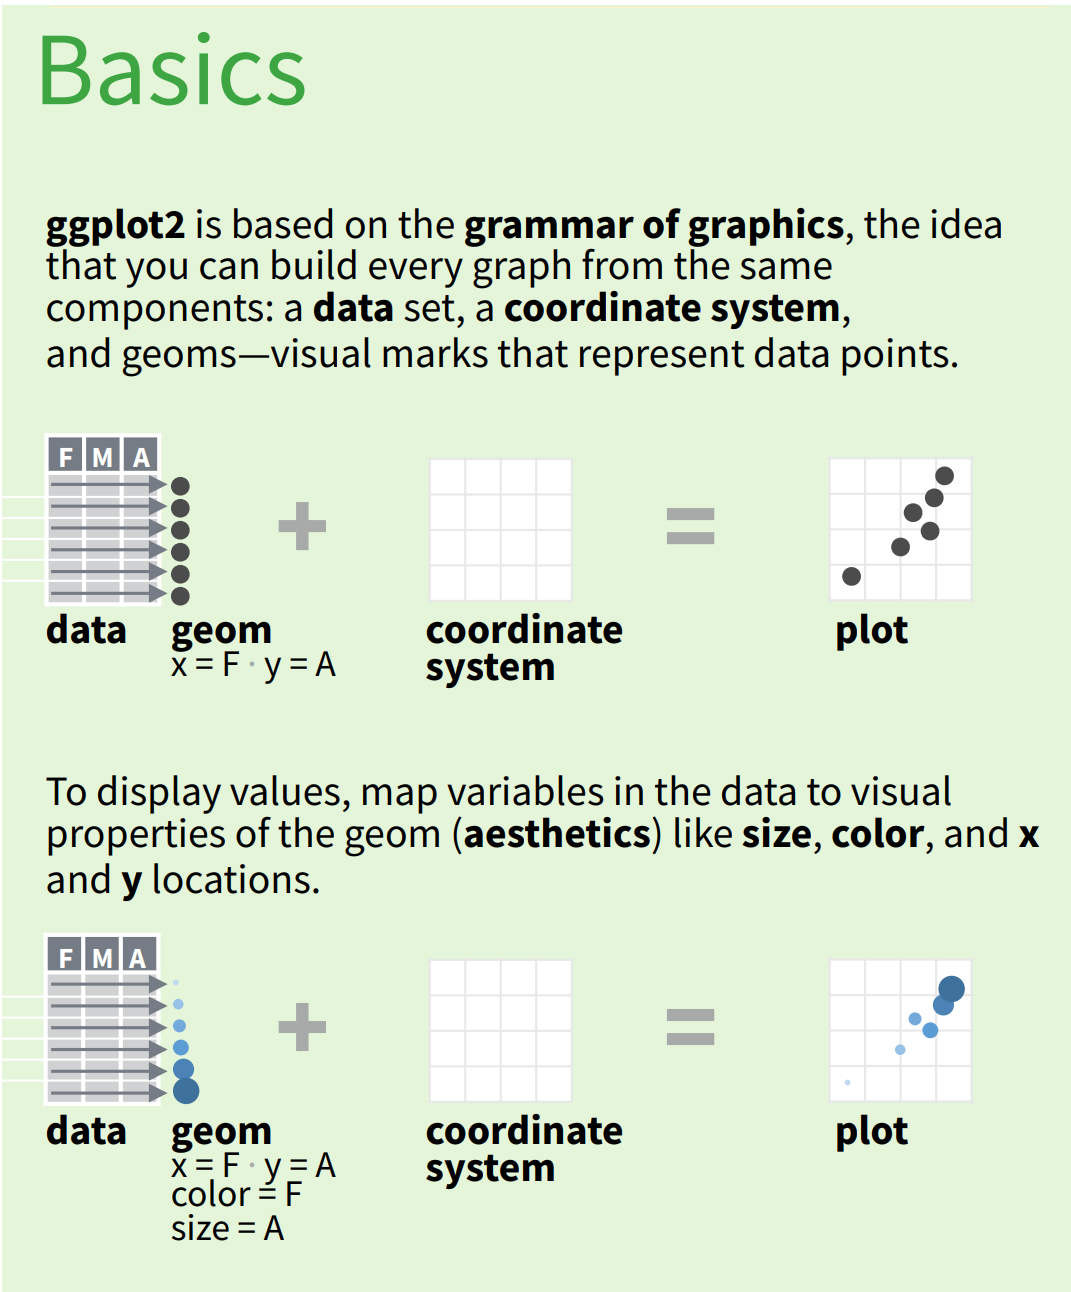 Basics
ggplot2 is based on the grammar of graphics, the idea
that you can build every graph from the same
components: a data set, a coordinate system,
and geoms—visual marks that represent data points.
F M A
data
geom
x = F · y = A
+
coordinate
system
=
plot
To display values, map variables in the data to visual
properties of the geom (aesthetics) like size, color, and x
and y locations.
F M A
data
geom
x = F · y = A
color = F
size = A
+
coordinate
system
=
plot